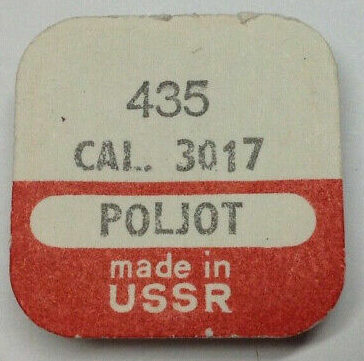 435
CAL. 3017
POLJOT
made in
USSR